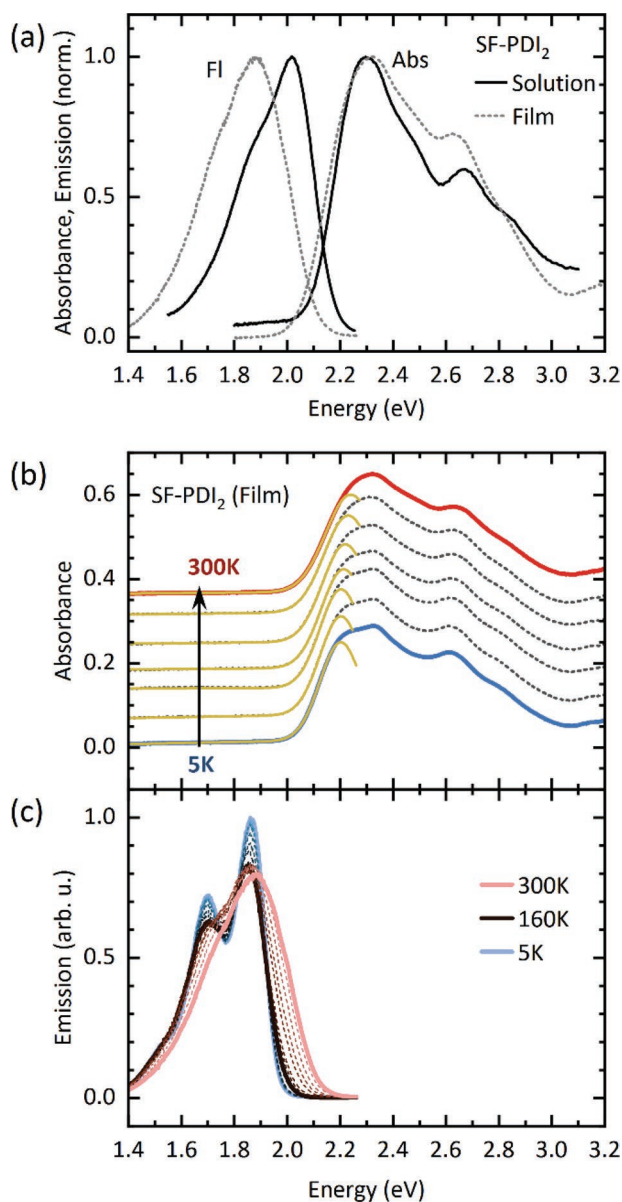 (a)
SF-PDI₂
Fl
Abs
Solution
Film
Absorbance, Emission (norm.)
1.0
0.5
0.0
1.4 1.6 1.8 2.0 2.2 2.4 2.6 2.8 3.0 3.2
Energy (eV)
(b)
SF-PDI₂ (Film)
300K
5K
Absorbance
0.6
0.4
0.2
0.0
(c)
300K
160K
5K
Emission (arb. u.)
1.0
0.5
0.0
1.4 1.6 1.8 2.0 2.2 2.4 2.6 2.8 3.0 3.2
Energy (eV)